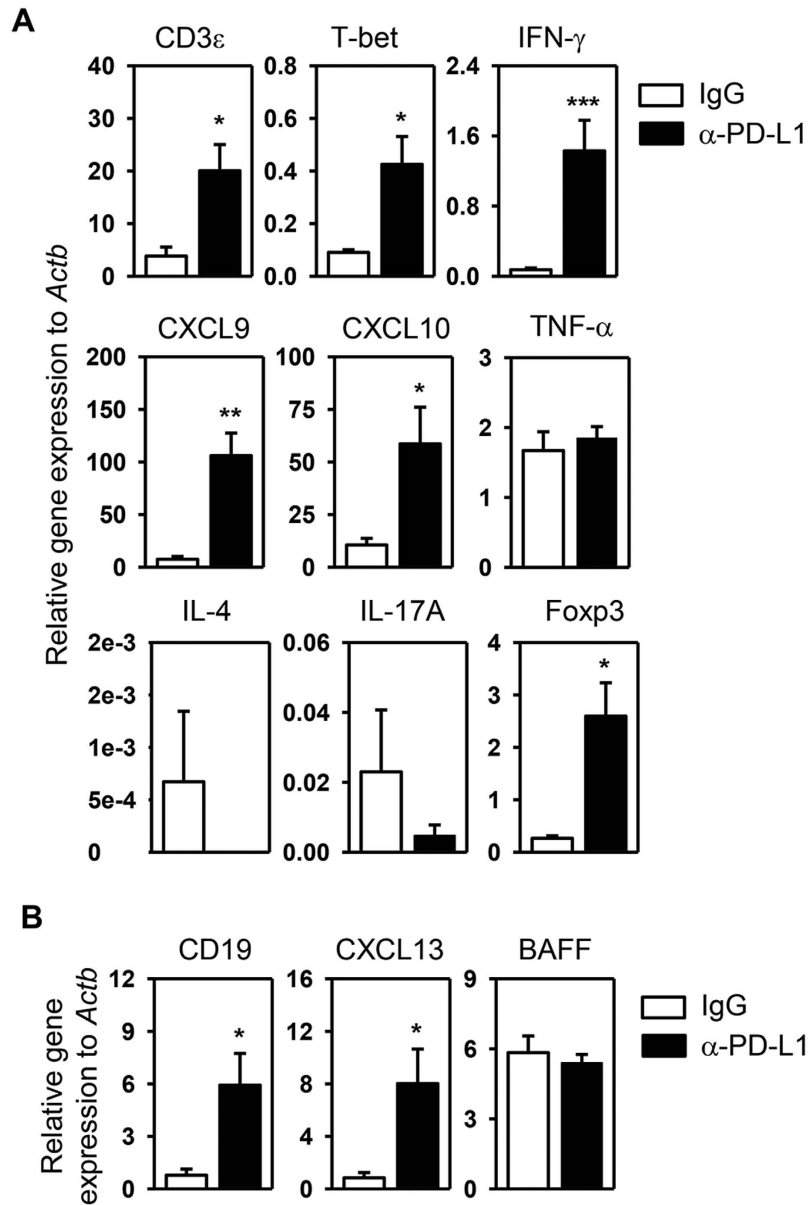 A
CD3ε T-bet IFN-γ
40 0.8 2.4
* * ***
30 0.6 1.6
20 0.4
10 0.2 0.8
0 0.0 0.0
IgG
α-PD-L1
Relative gene expression to Actb
CXCL9 CXCL10 TNF-α
200 100 3
** *
150 75 2
100 50
50 25 1
0 0 0
IL-4 IL-17A Foxp3
2e-3 0.06 4
*
2e-3 0.04 3
1e-3 2
5e-4 0.02 1
0 0.00 0
B
CD19 CXCL13 BAFF
12 16 9
* *
9 12 6
6 8
3 4 3
0 0 0
IgG
α-PD-L1
Relative gene
expression to Actb